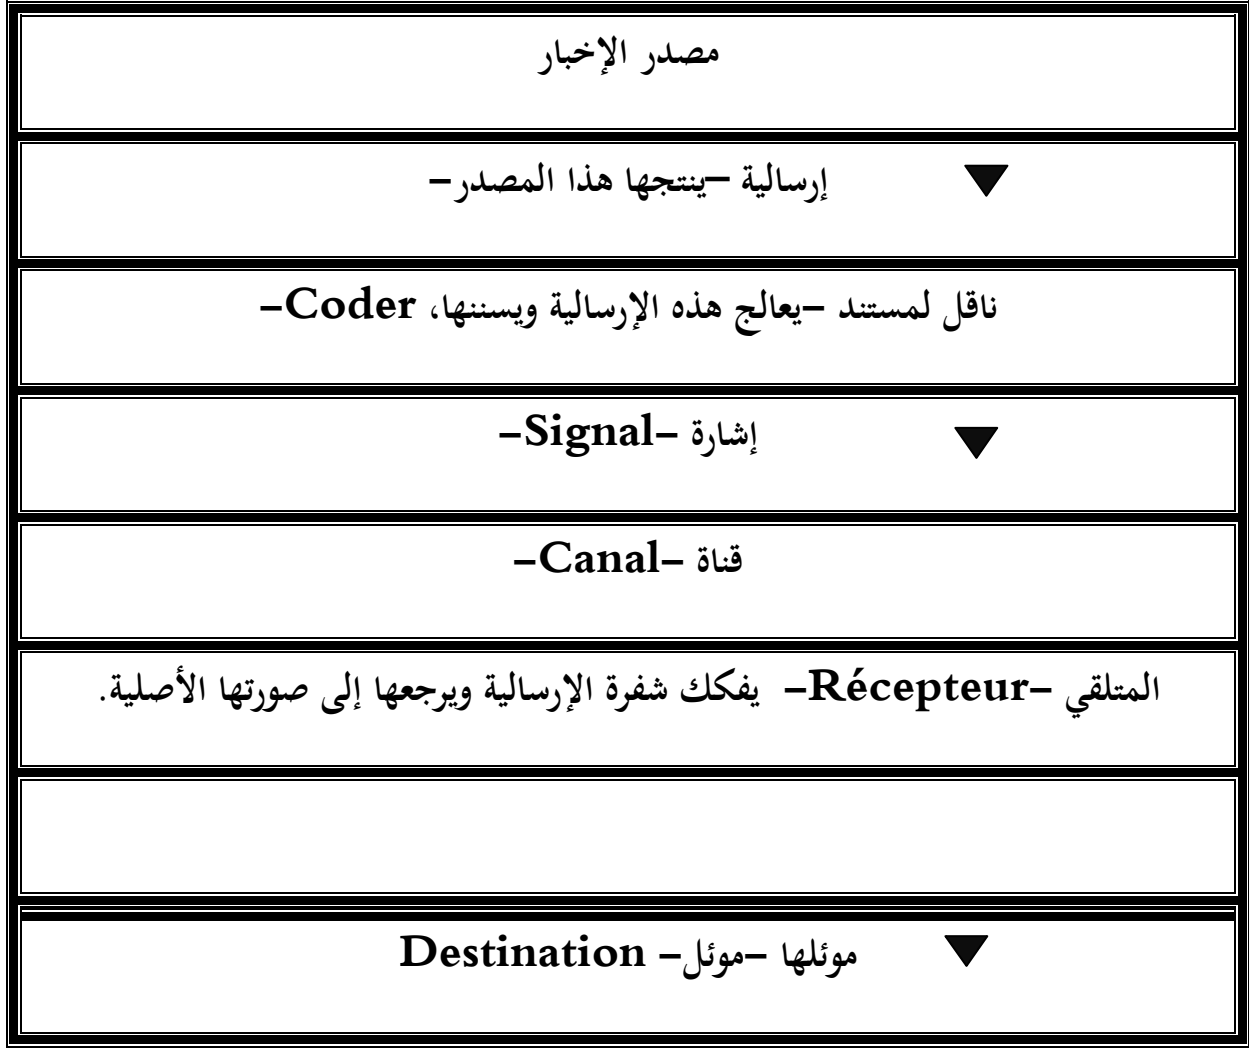 مصدر الإخبار
إرسالية –ينتجها هذا المصدر–
ناقل لمستند –يعالج هذه الإرسالية ويسننها، Coder–
إشارة –Signal–
قناة –Canal–
المتلقي –Récepteur– يفكك شفرة الإرسالية ويرجعها إلى صورتها الأصلية.
موئلها –موئل– Destination